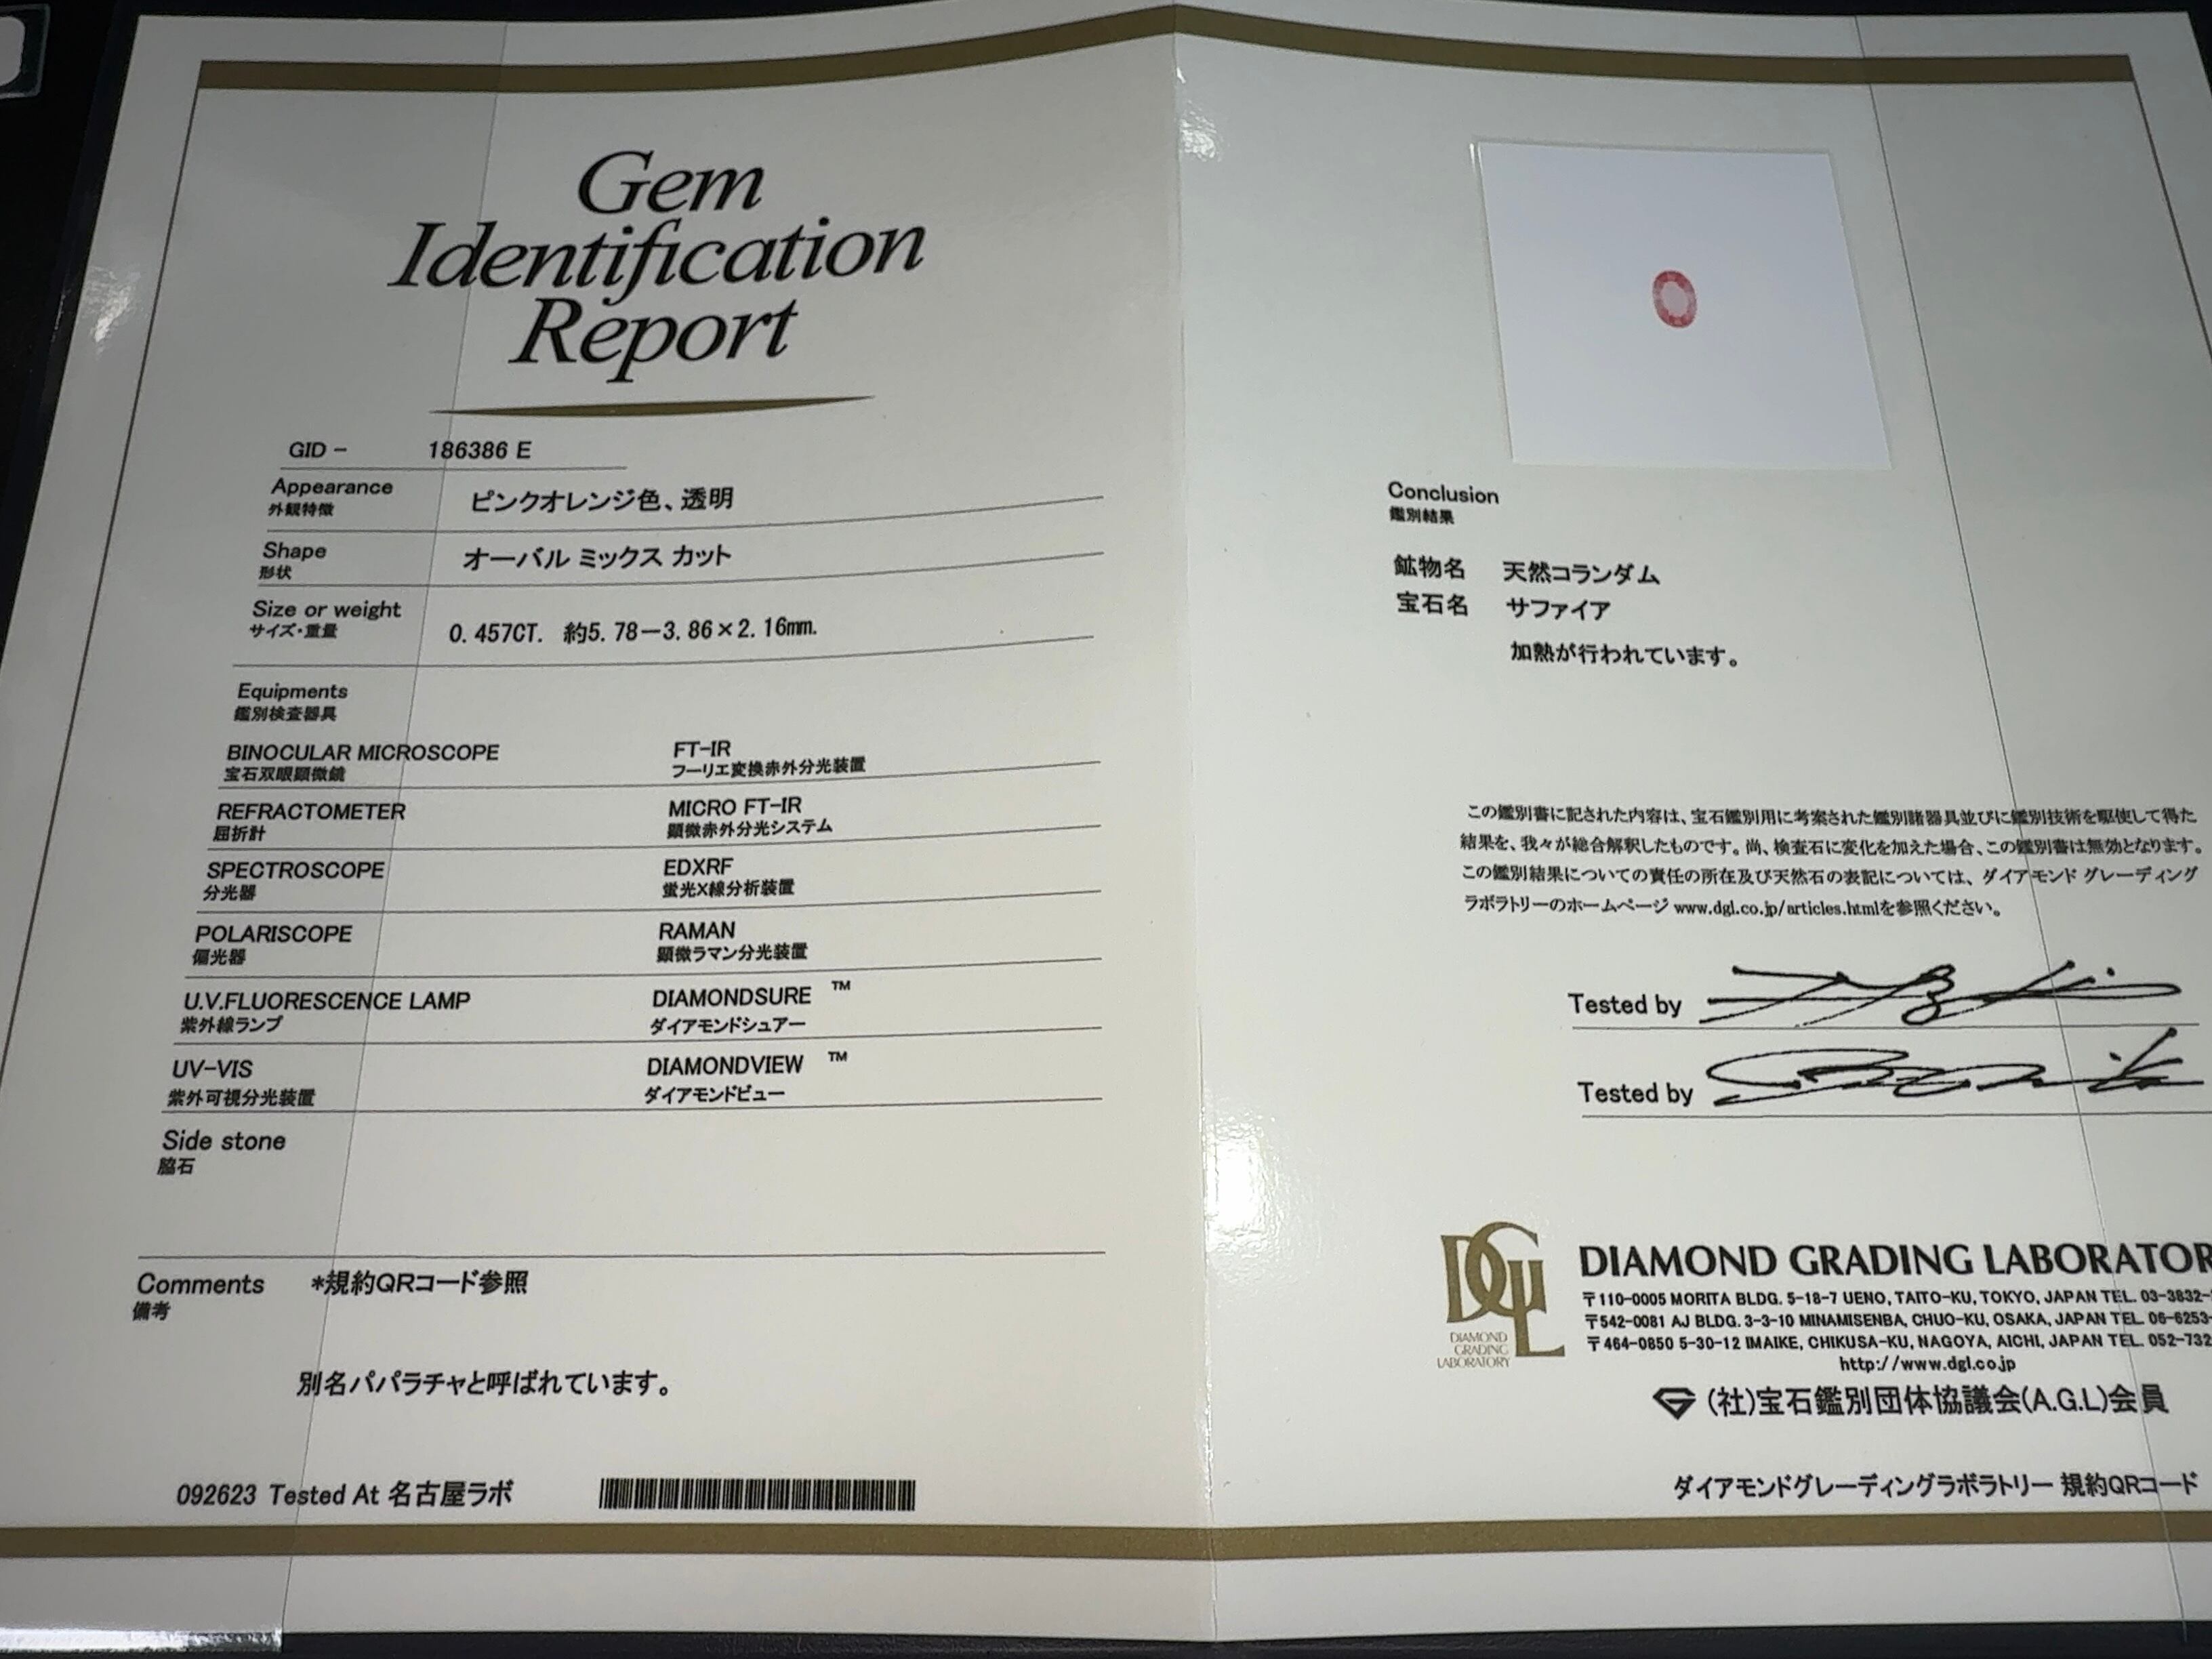 Gem
Identification
Report
GID - 186386 E
Appearance ピンクオレンジ色、透明
外観特徴
Shape オーバル ミックス カット
形状
Size or weight 0.457CT. 約5.78－3.86×2.16mm.
サイズ・重量
Equipments
鑑別検査器具
BINOCULAR MICROSCOPE FT-IR
宝石双眼顕微鏡 フーリエ変換赤外分光装置
REFRACTOMETER MICRO FT-IR
屈折計 顕微赤外分光システム
SPECTROSCOPE EDXRF
分光器 蛍光X線分析装置
POLARISCOPE RAMAN
偏光器 顕微ラマン分光装置
U.V.FLUORESCENCE LAMP DIAMONDSURE ™
紫外線ランプ ダイアモンドシュアー
UV-VIS DIAMONDVIEW ™
紫外可視分光装置 ダイアモンドビュー
Side stone
脇石
Comments *規約QRコード参照
備考
別名パパラチャと呼ばれています。
092623 Tested At 名古屋ラボ
Conclusion
鑑別結果
鉱物名 天然コランダム
宝石名 サファイア
加熱が行われています。
この鑑別書に記された内容は、宝石鑑別用に考案された鑑別諸器具並びに鑑別技術を駆使して得た
結果を、我々が総合解釈したものです。尚、検査石に変化を加えた場合、この鑑別書は無効となります。
この鑑別結果についての責任の所在及び天然石の表記については、ダイアモンド グレーディング
ラボラトリーのホームページ www.dgl.co.jp/articles.htmlを参照ください。
Tested by
Tested by
DGL
DIAMOND
GRADING
LABORATORY
DIAMOND GRADING LABORATOR
〒110-0005 MORITA BLDG. 5-18-7 UENO, TAITO-KU, TOKYO, JAPAN TEL. 03-3832-
〒542-0081 AJ BLDG. 3-3-10 MINAMISENBA, CHUO-KU, OSAKA, JAPAN TEL. 06-6253-
〒464-0850 5-30-12 IMAIKE, CHIKUSA-KU, NAGOYA, AICHI, JAPAN TEL. 052-732
http://www.dgl.co.jp
(社)宝石鑑別団体協議会(A.G.L)会員
ダイアモンドグレーディングラボラトリー 規約QRコード